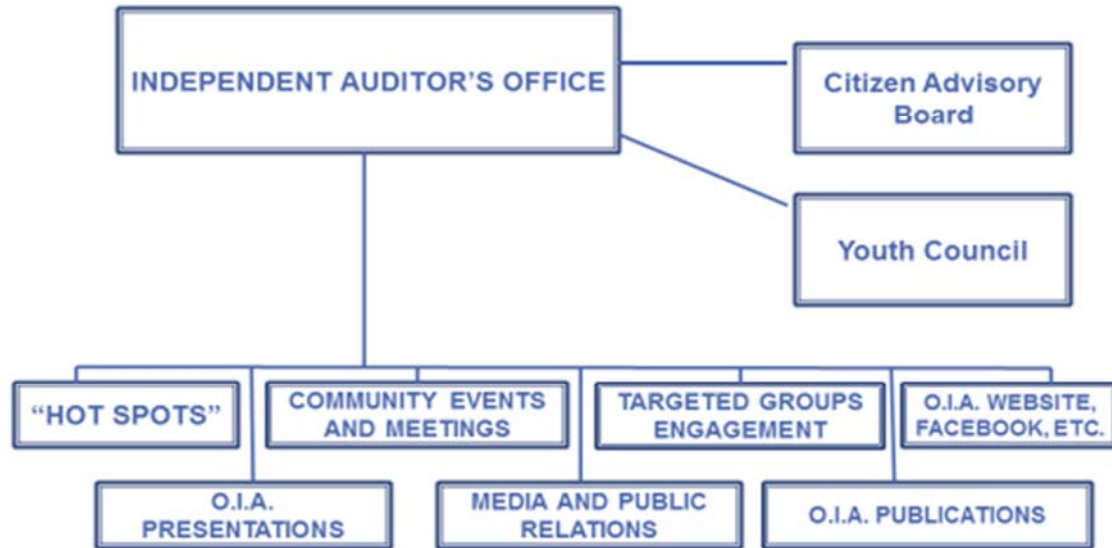 INDEPENDENT AUDITOR’S OFFICE
Citizen Advisory
Board
Youth Council
“HOT SPOTS”
COMMUNITY EVENTS
AND MEETINGS
TARGETED GROUPS
ENGAGEMENT
O.I.A. WEBSITE,
FACEBOOK, ETC.
O.I.A.
PRESENTATIONS
MEDIA AND PUBLIC
RELATIONS
O.I.A. PUBLICATIONS